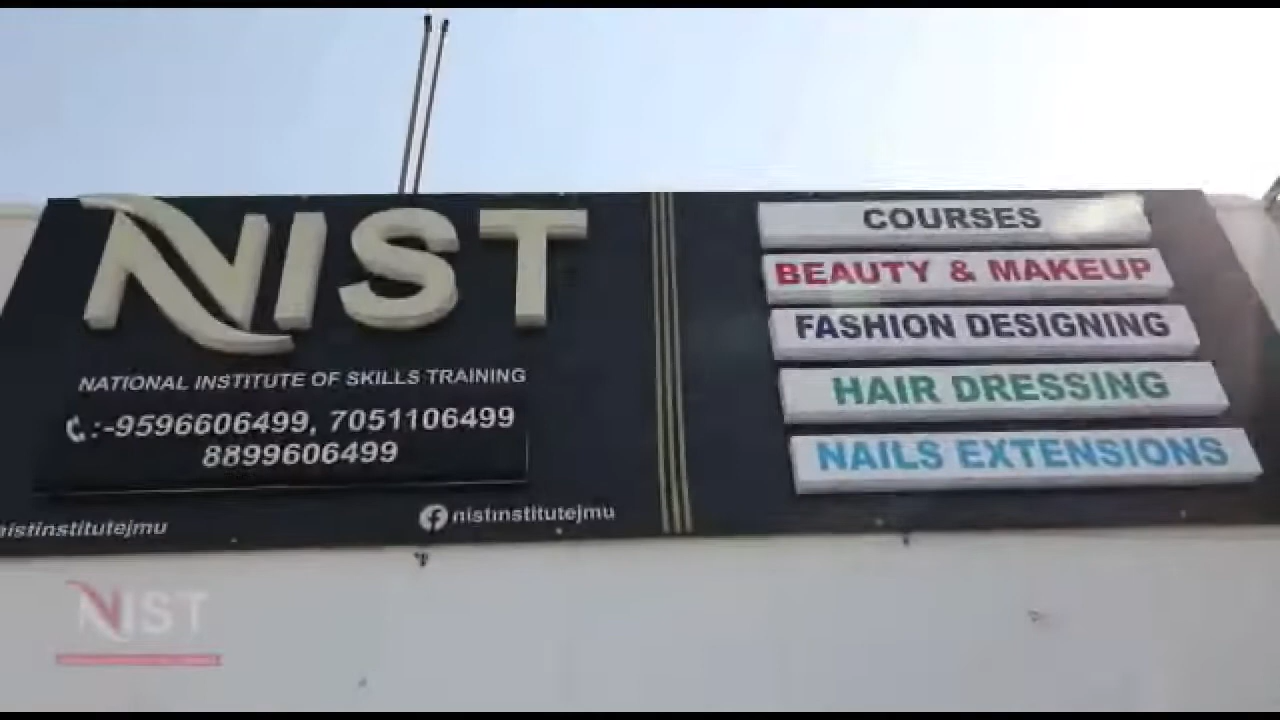 NIST
NATIONAL INSTITUTE OF SKILLS TRAINING
:-9596606499, 7051106499
8899606499
nistinstitutejmu
nistinstitutejmu
COURSES
BEAUTY & MAKEUP
FASHION DESIGNING
HAIR DRESSING
NAILS EXTENSIONS
NIST